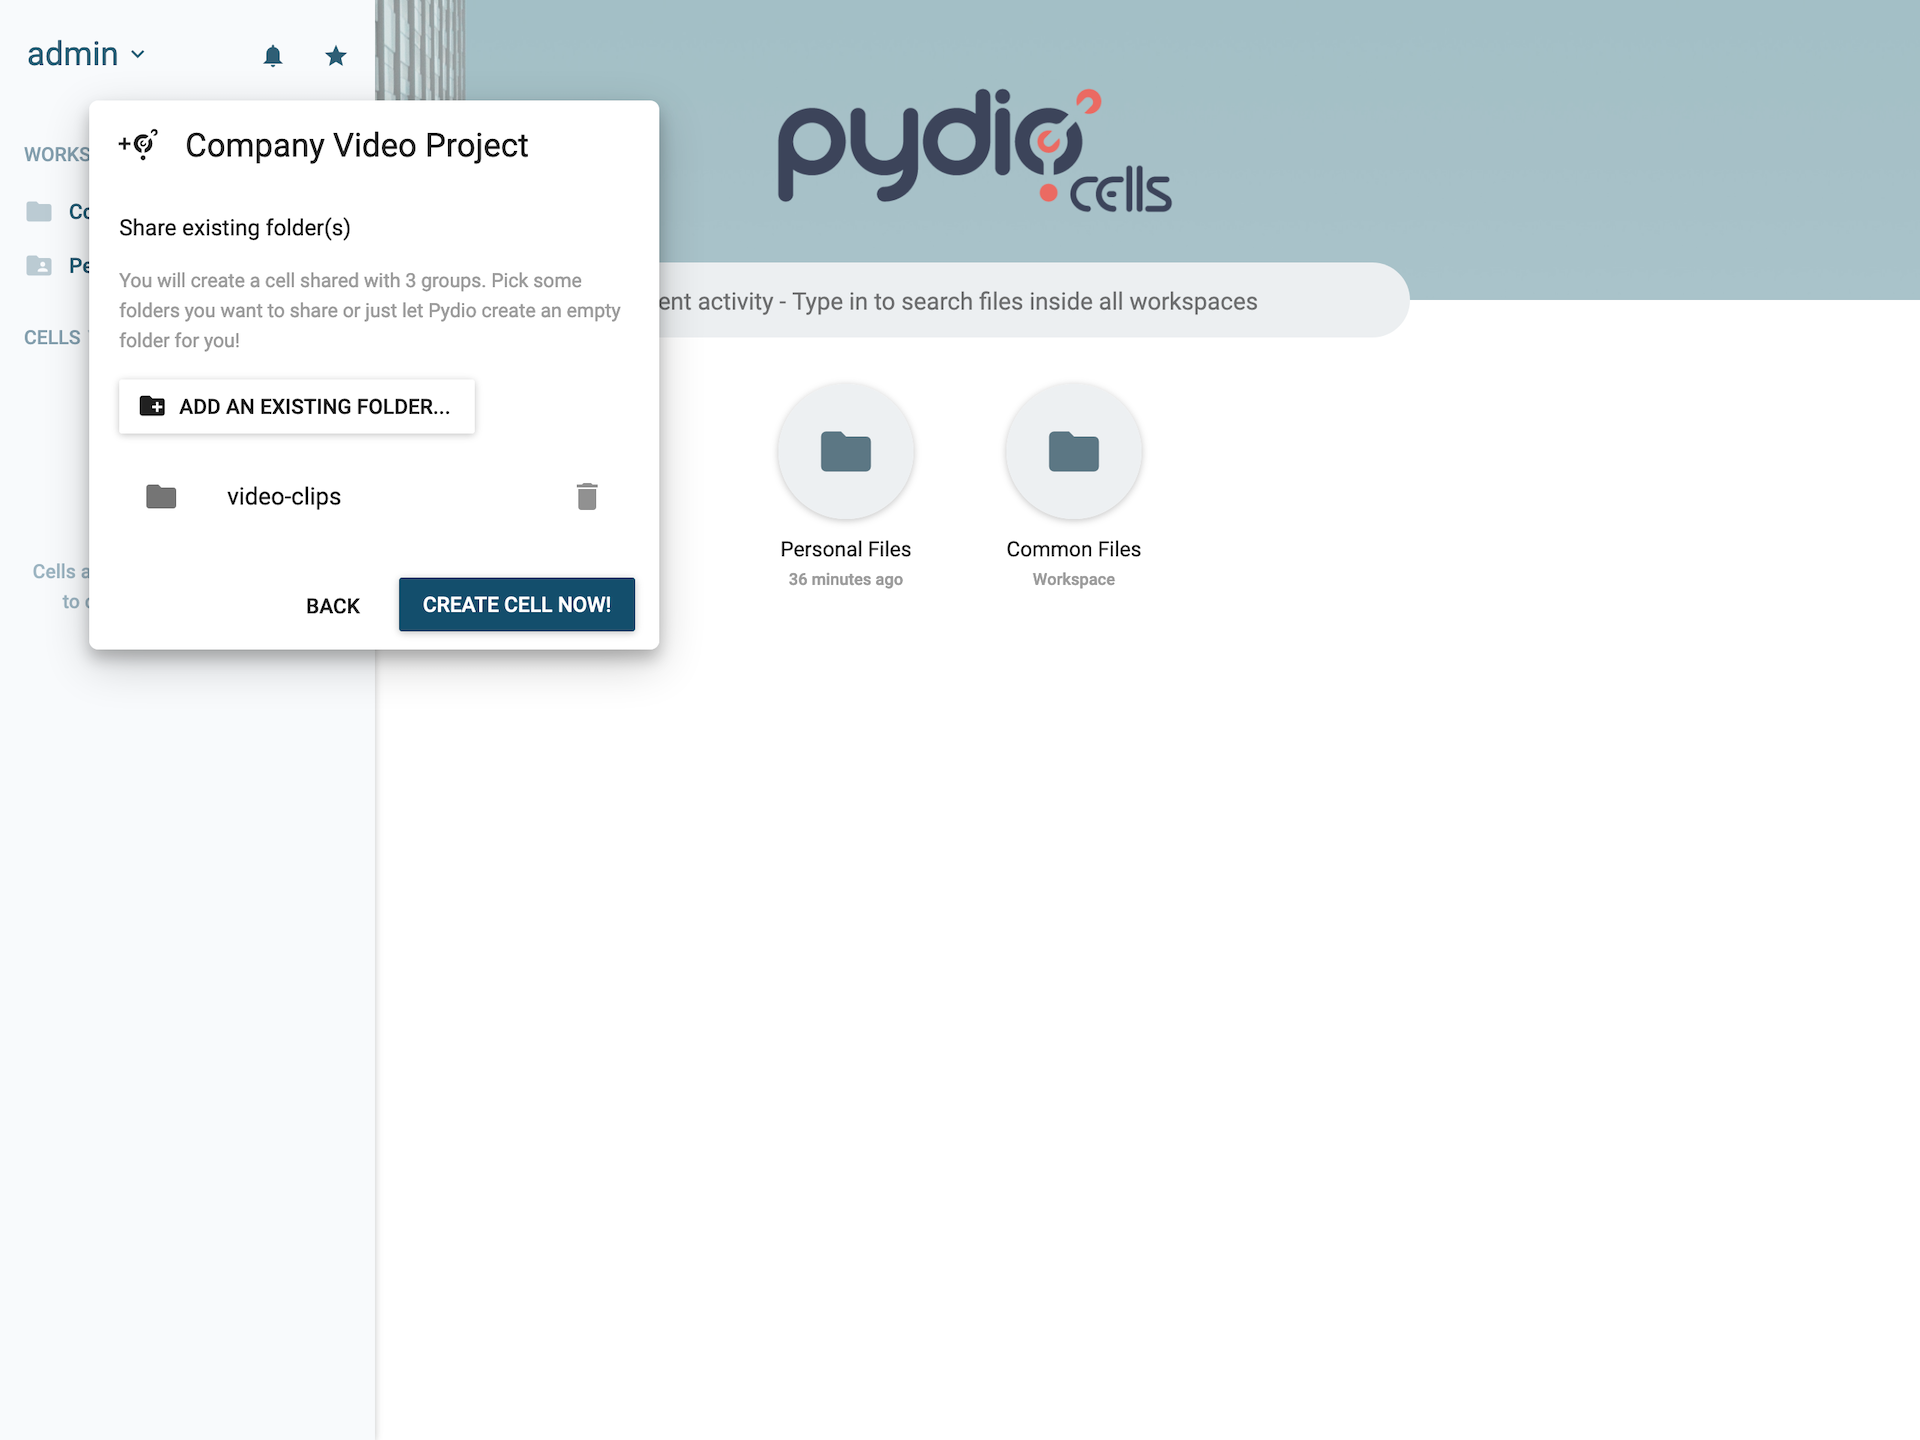 admin
WORKS
Co
Pe
CELLS
Cells a
to c
Company Video Project
Share existing folder(s)
You will create a cell shared with 3 groups. Pick some
folders you want to share or just let Pydio create an empty
folder for you!
ADD AN EXISTING FOLDER...
video-clips
BACK
CREATE CELL NOW!
pydio
cells
ent activity - Type in to search files inside all workspaces
Personal Files
36 minutes ago
Common Files
Workspace